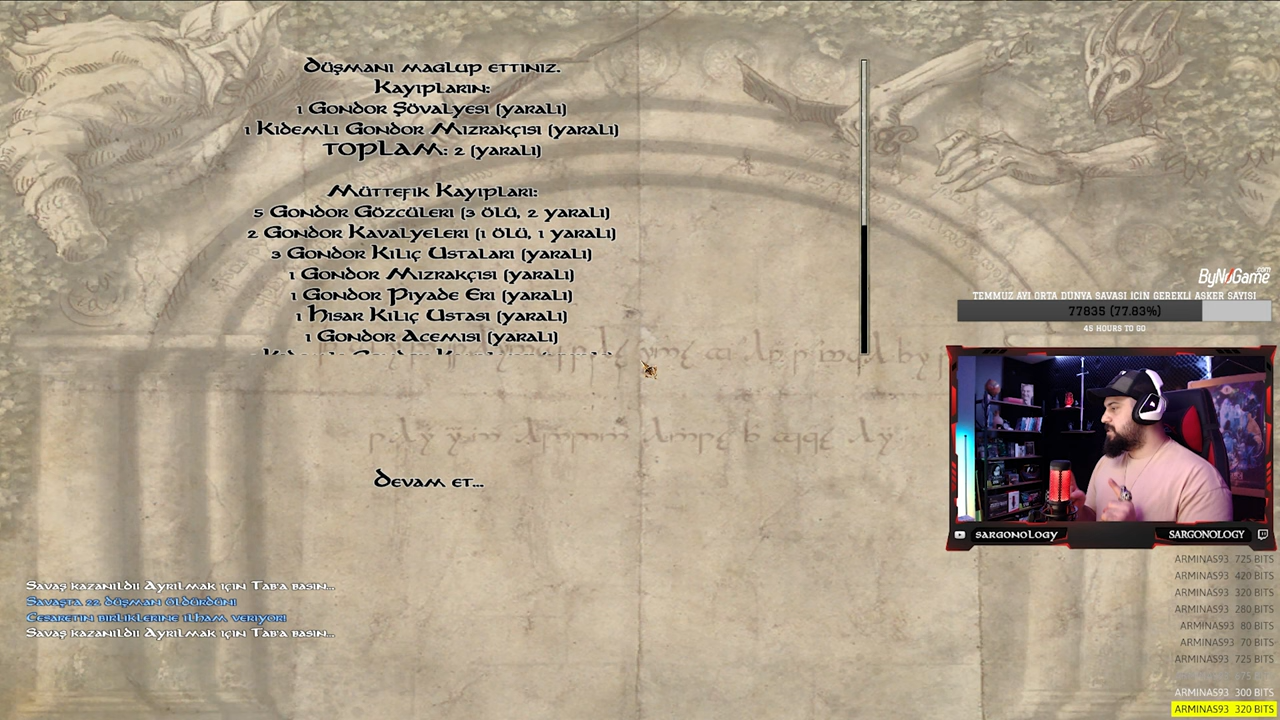 Düşmanı maglup ettiniz.
Kayıpların:
1 Gondor Şövalyesi (yaralı)
1 Kıdemli Gondor Mızrakçısı (yaralı)
TOPLAM: 2 (yaralı)
Müttefik Kayıpları:
5 Gondor Gözcüleri (3 ölü, 2 yaralı)
2 Gondor Kavalyeleri (1 ölü, 1 yaralı)
3 Gondor Kılıç Ustaları (yaralı)
1 Gondor Mızrakçısı (yaralı)
1 Gondor Piyade Eri (yaralı)
1 Hisar Kılıç Ustası (yaralı)
1 Gondor Acemisi (yaralı)
Devam et...
Savaş kazanıldı! Ayrılmak için Tab'a basın...
Savaşta 22 düşman öldürdün!
Cesaretin birliklerine ilham veriyor!
Savaş kazanıldı! Ayrılmak için Tab'a basın...
ByNoGame.com
TEMMUZ AYI ORTA DÜNYA SAVASI ICIN GEREKLI ASKER SAYISI
77835 (77.83%)
45 HOURS TO GO
SARGONOLOGY
SARGONOLOGY
ARMINAS93 725 BITS
ARMINAS93 420 BITS
ARMINAS93 320 BITS
ARMINAS93 280 BITS
ARMINAS93 80 BITS
ARMINAS93 70 BITS
ARMINAS93 725 BITS
ARMINAS93 300 BITS
ARMINAS93 320 BITS